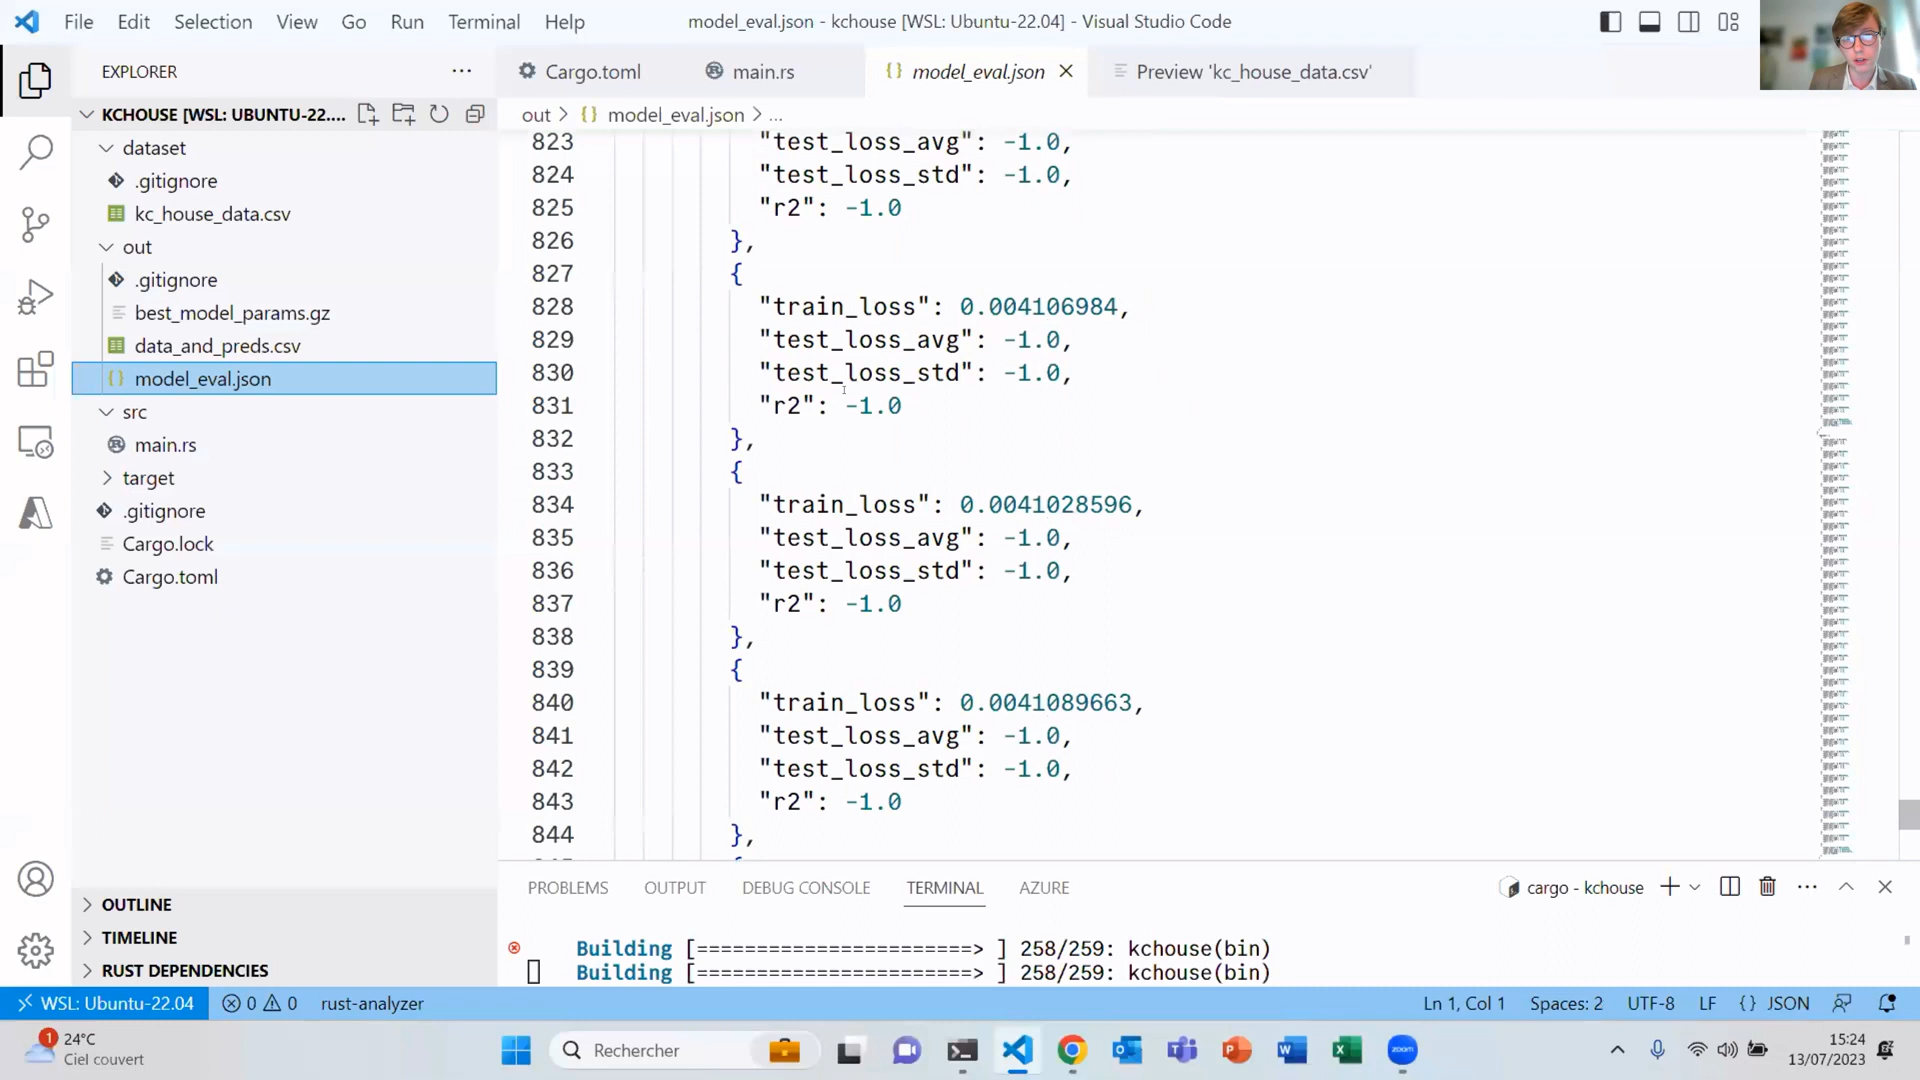 File Edit Selection View Go Run Terminal Help
model_eval.json - kchouse [WSL: Ubuntu-22.04] - Visual Studio Code
EXPLORER
KCHOUSE [WSL: UBUNTU-22....
dataset
.gitignore
kc_house_data.csv
out
.gitignore
best_model_params.gz
data_and_preds.csv
{} model_eval.json
src
main.rs
target
.gitignore
Cargo.lock
Cargo.toml
OUTLINE
TIMELINE
RUST DEPENDENCIES
Cargo.toml
main.rs
{} model_eval.json
Preview 'kc_house_data.csv'
out > {} model_eval.json > ...
823 "test_loss_avg": -1.0,
824 "test_loss_std": -1.0,
825 "r2": -1.0
826 },
827 {
828 "train_loss": 0.004106984,
829 "test_loss_avg": -1.0,
830 "test_loss_std": -1.0,
831 "r2": -1.0
832 },
833 {
834 "train_loss": 0.0041028596,
835 "test_loss_avg": -1.0,
836 "test_loss_std": -1.0,
837 "r2": -1.0
838 },
839 {
840 "train_loss": 0.0041089663,
841 "test_loss_avg": -1.0,
842 "test_loss_std": -1.0,
843 "r2": -1.0
844 },
PROBLEMS OUTPUT DEBUG CONSOLE TERMINAL AZURE
cargo - kchouse
Building [=======================> ] 258/259: kchouse(bin)
Building [=======================> ] 258/259: kchouse(bin)
WSL: Ubuntu-22.04 0 0 rust-analyzer
Ln 1, Col 1 Spaces: 2 UTF-8 LF {} JSON
1
24°C
Ciel couvert
Rechercher
zoom
15:24
13/07/2023